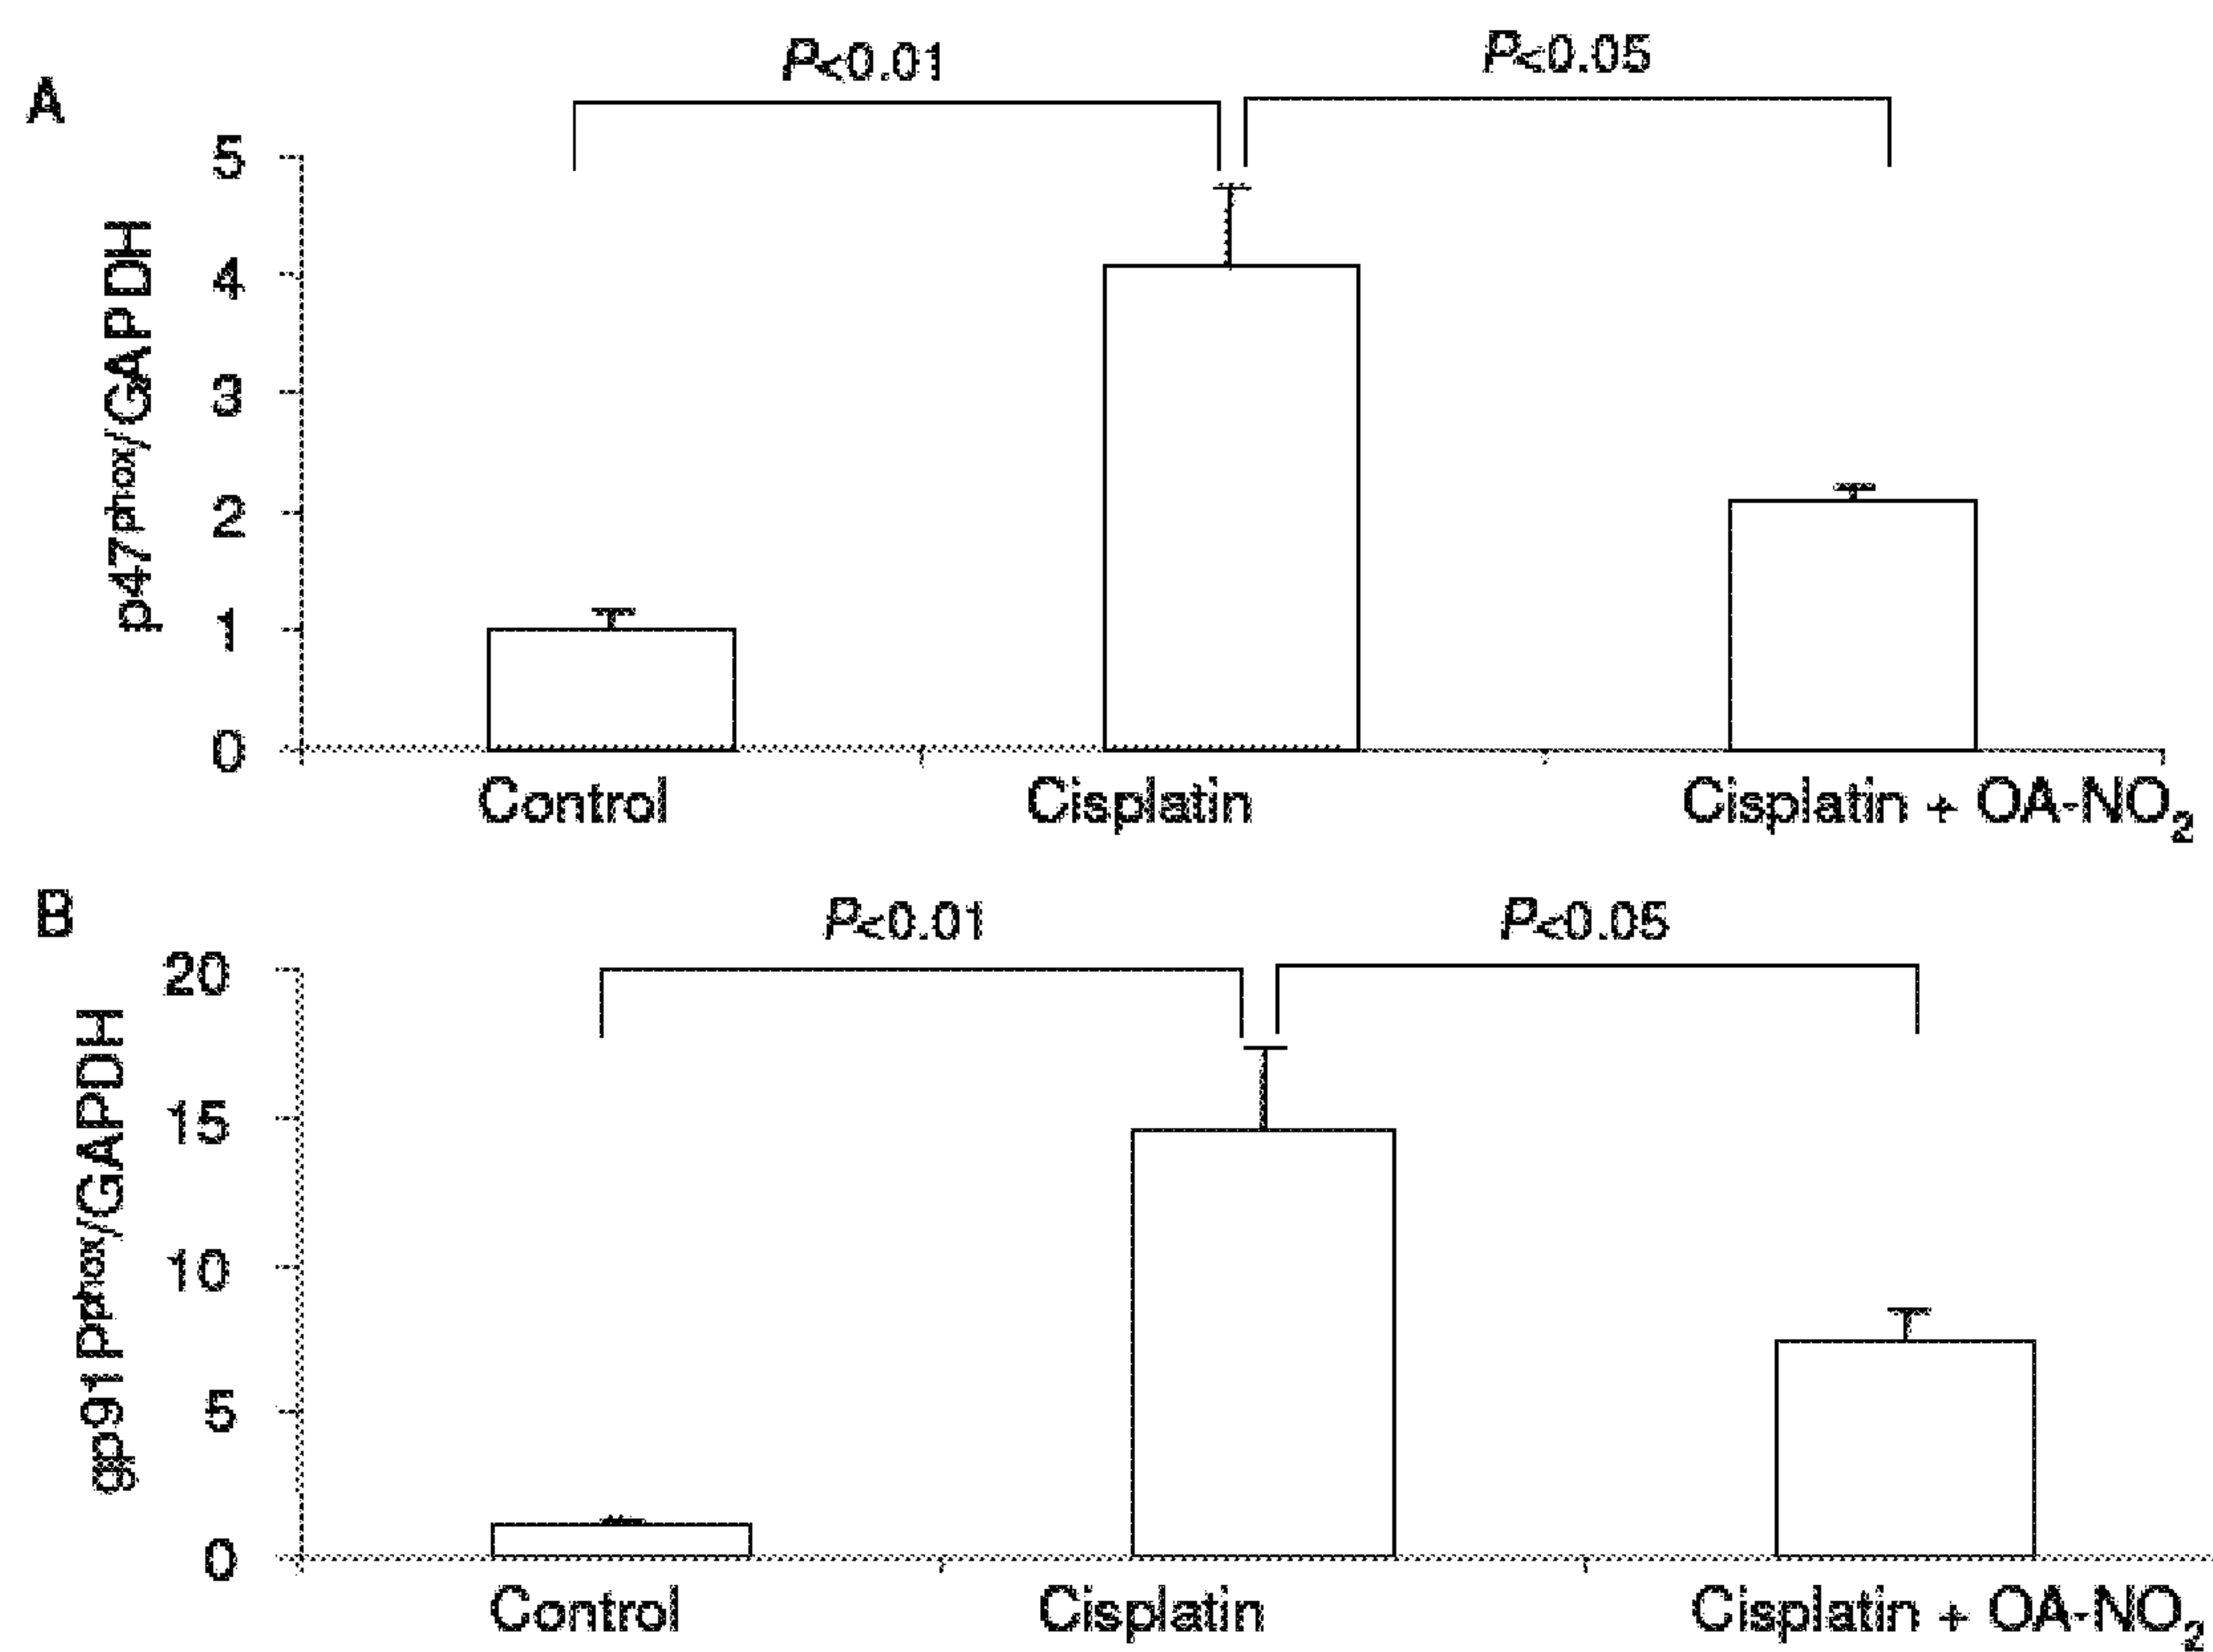 A
P<0.01
P<0.05
p47phox/GAPDH
5
4
3
2
1
0
Control
Cisplatin
Cisplatin + OA-NO₂
B
P<0.01
P<0.05
gp91Pphox/GAPDH
20
15
10
5
0
Control
Cisplatin
Cisplatin + OA-NO₂